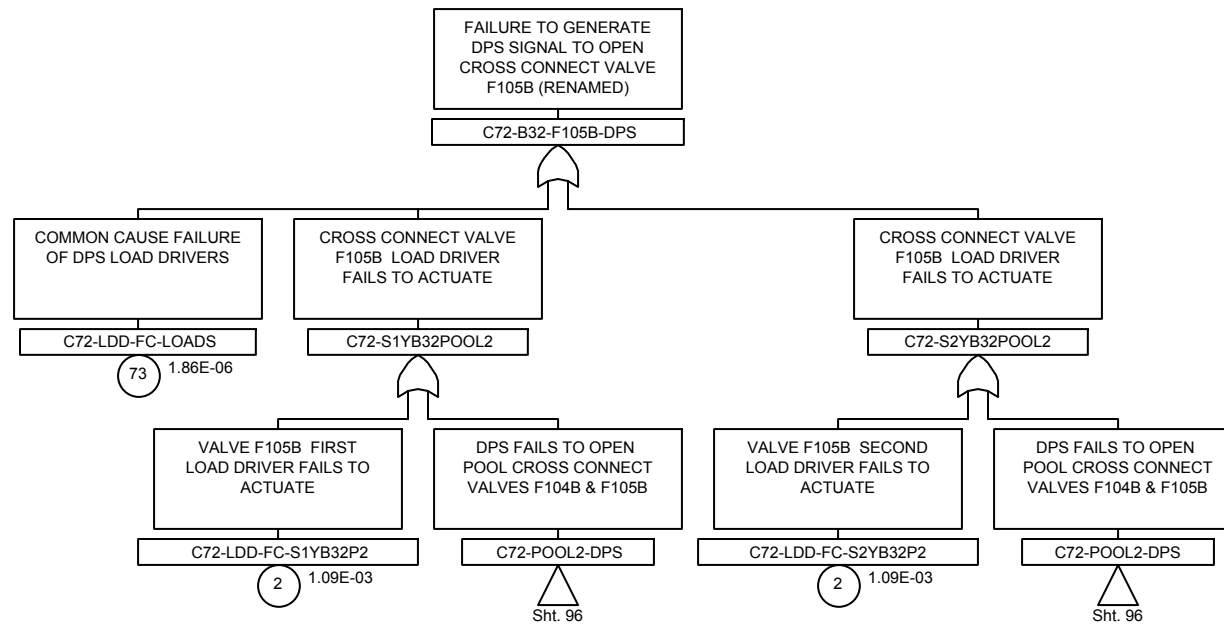 FAILURE TO GENERATE
DPS SIGNAL TO OPEN
CROSS CONNECT VALVE
F105B (RENAMED)
C72-B32-F105B-DPS
COMMON CAUSE FAILURE
OF DPS LOAD DRIVERS
C72-LDD-FC-LOADS
73
1.86E-06
CROSS CONNECT VALVE
F105B LOAD DRIVER
FAILS TO ACTUATE
C72-S1YB32POOL2
CROSS CONNECT VALVE
F105B LOAD DRIVER
FAILS TO ACTUATE
C72-S2YB32POOL2
VALVE F105B FIRST
LOAD DRIVER FAILS TO
ACTUATE
C72-LDD-FC-S1YB32P2
2
1.09E-03
DPS FAILS TO OPEN
POOL CROSS CONNECT
VALVES F104B & F105B
C72-POOL2-DPS
Sht. 96
VALVE F105B SECOND
LOAD DRIVER FAILS TO
ACTUATE
C72-LDD-FC-S2YB32P2
2
1.09E-03
DPS FAILS TO OPEN
POOL CROSS CONNECT
VALVES F104B & F105B
C72-POOL2-DPS
Sht. 96